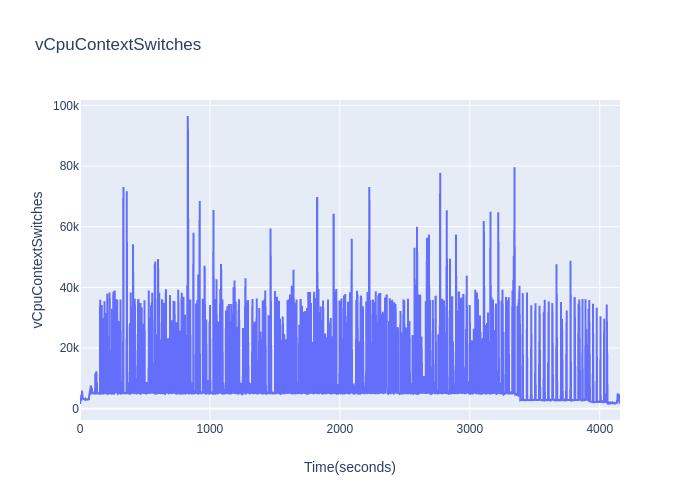 vCpuContextSwitches
100k
80k
60k
40k
20k
0
vCpuContextSwitches
0
1000
2000
3000
4000
Time(seconds)